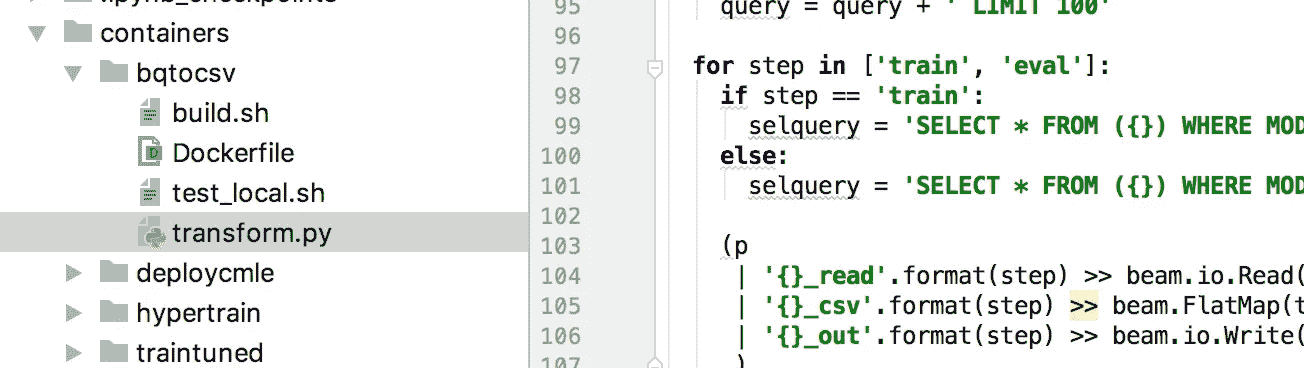 .ipynb_checkpoints
containers
bqtocsv
build.sh
Dockerfile
test_local.sh
transform.py
deploycmle
hypertrain
traintuned
95 query = query + ' LIMIT 100'
96
97 for step in ['train', 'eval']:
98 if step == 'train':
99 selquery = 'SELECT * FROM ({}) WHERE MOD
100 else:
101 selquery = 'SELECT * FROM ({}) WHERE MOD
102
103 (p
104 | '{}_read'.format(step) >> beam.io.Read(
105 | '{}_csv'.format(step) >> beam.FlatMap(t
106 | '{}_out'.format(step) >> beam.io.Write(
107 )